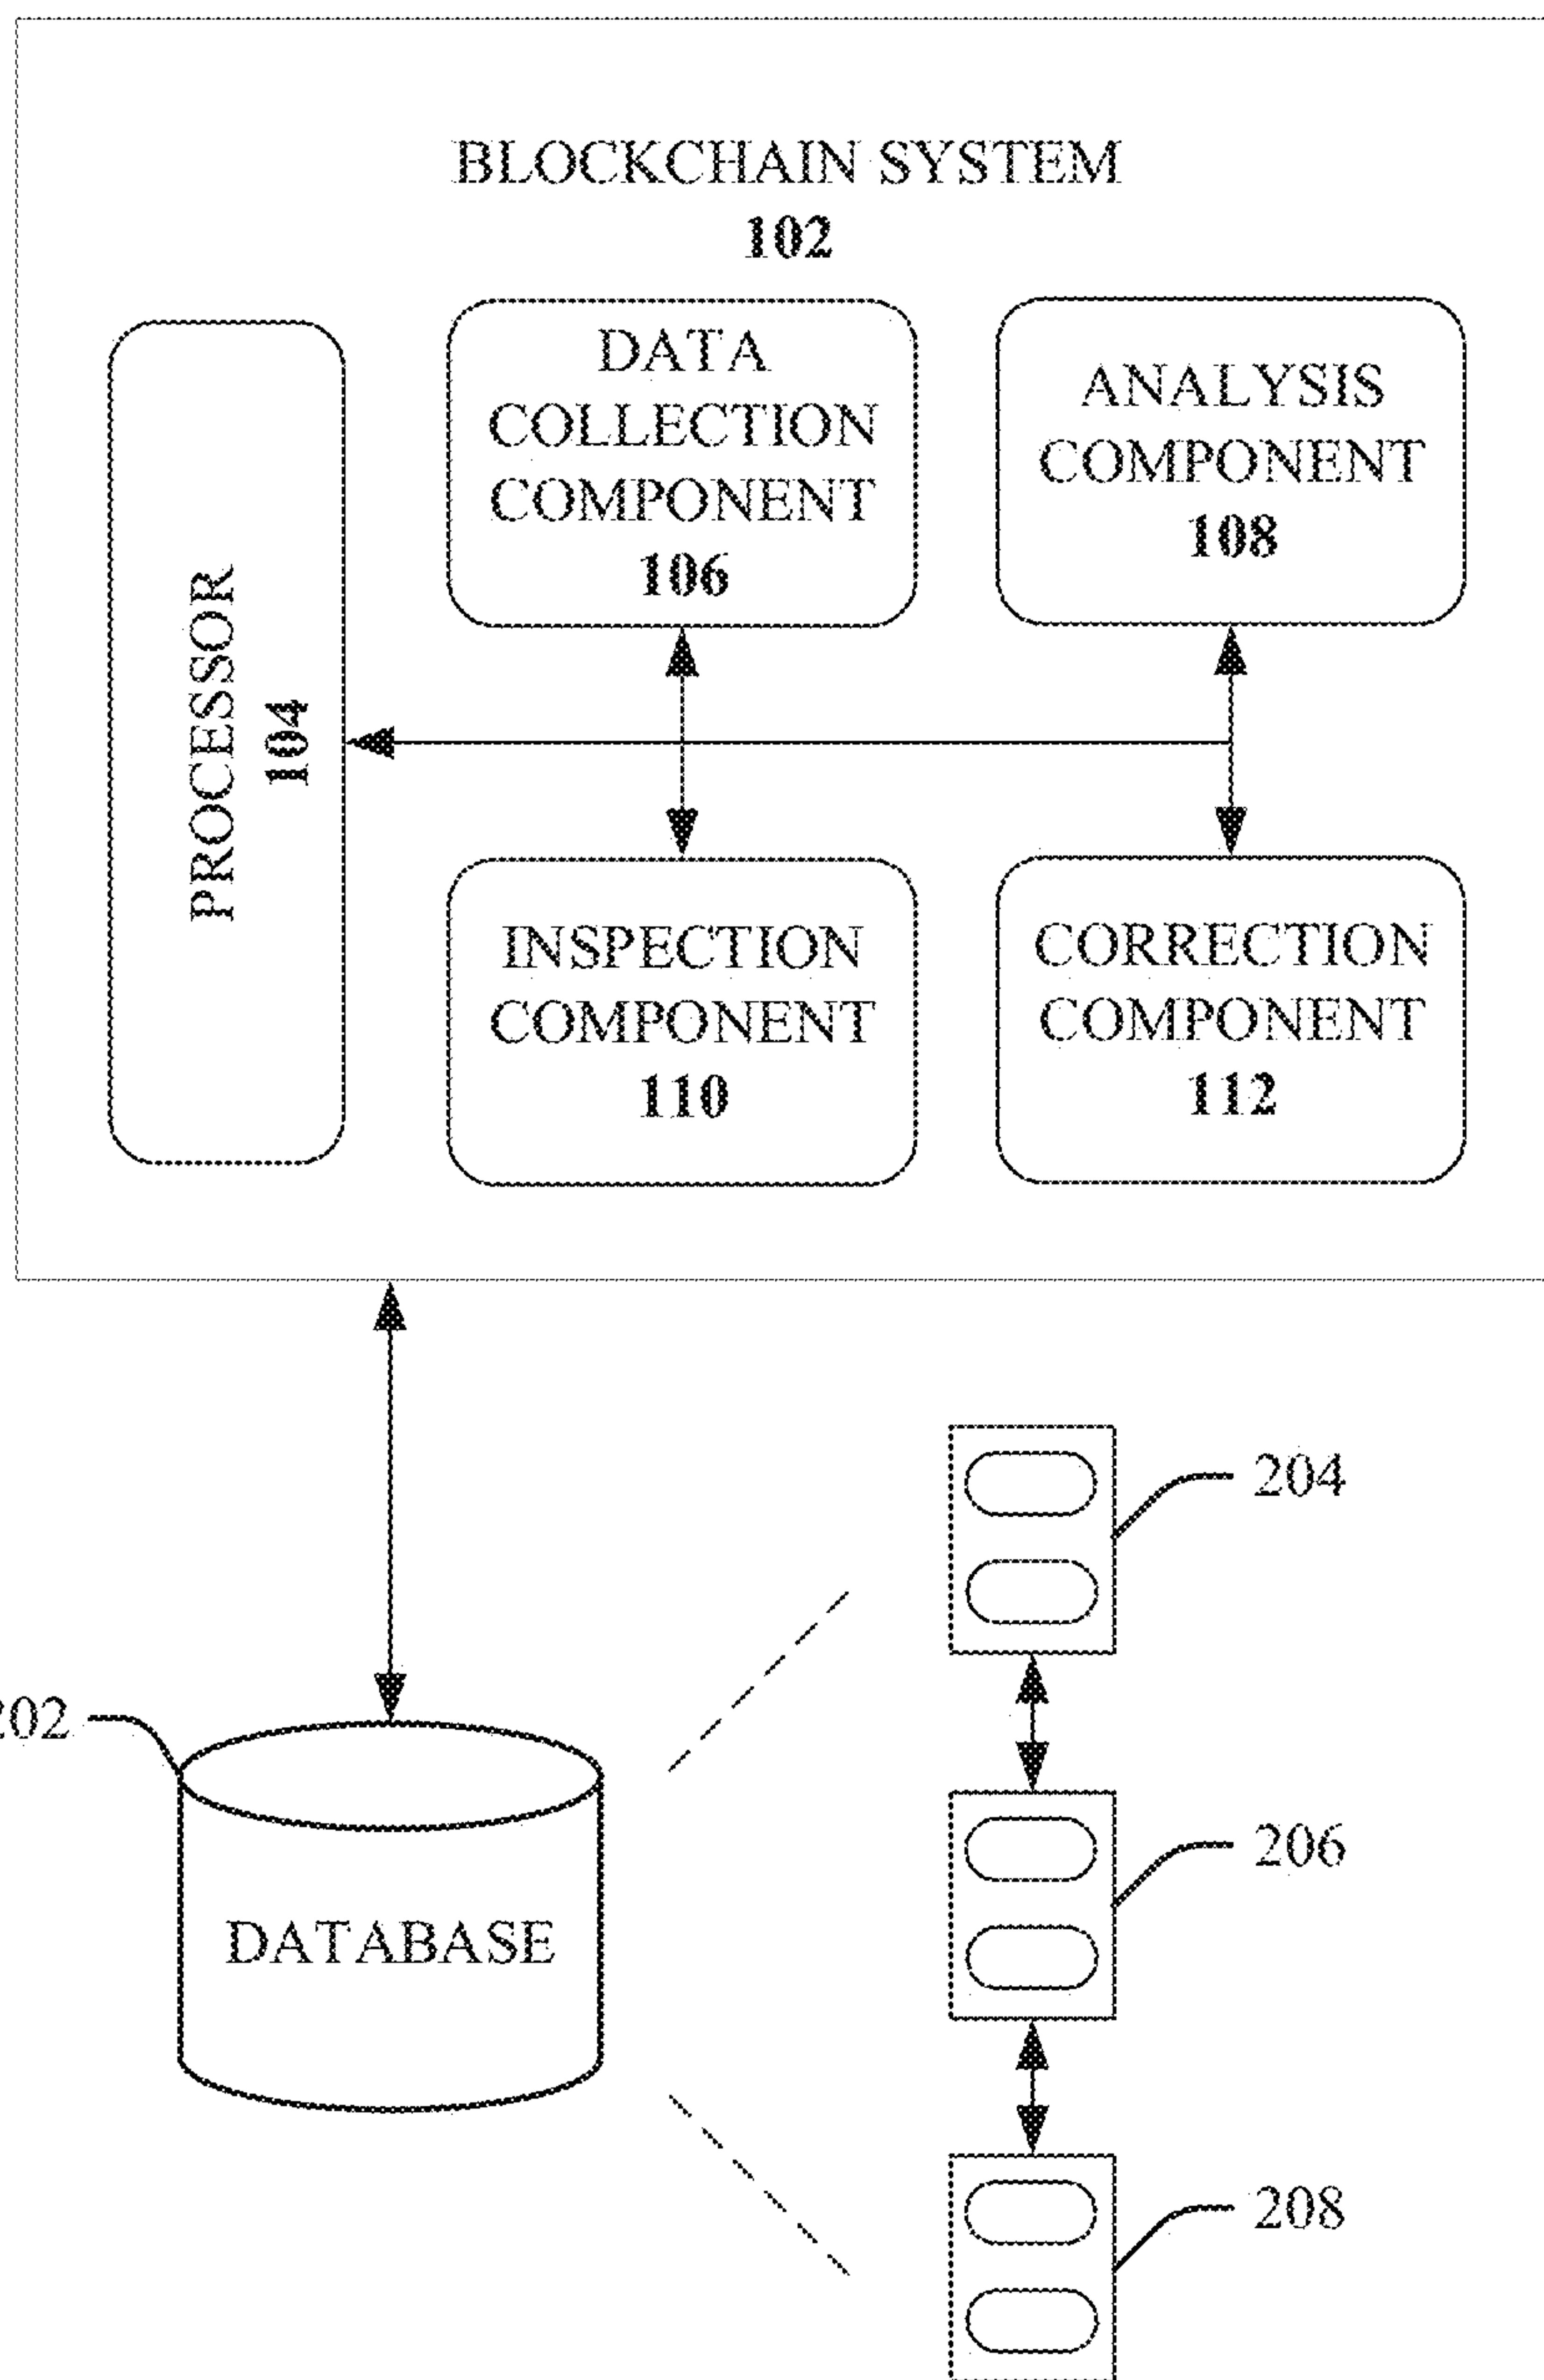 BLOCKCHAIN SYSTEM
102
PROCESSOR
104
DATA
COLLECTION
COMPONENT
106
ANALYSIS
COMPONENT
108
INSPECTION
COMPONENT
110
CORRECTION
COMPONENT
112
204
202
206
DATABASE
208